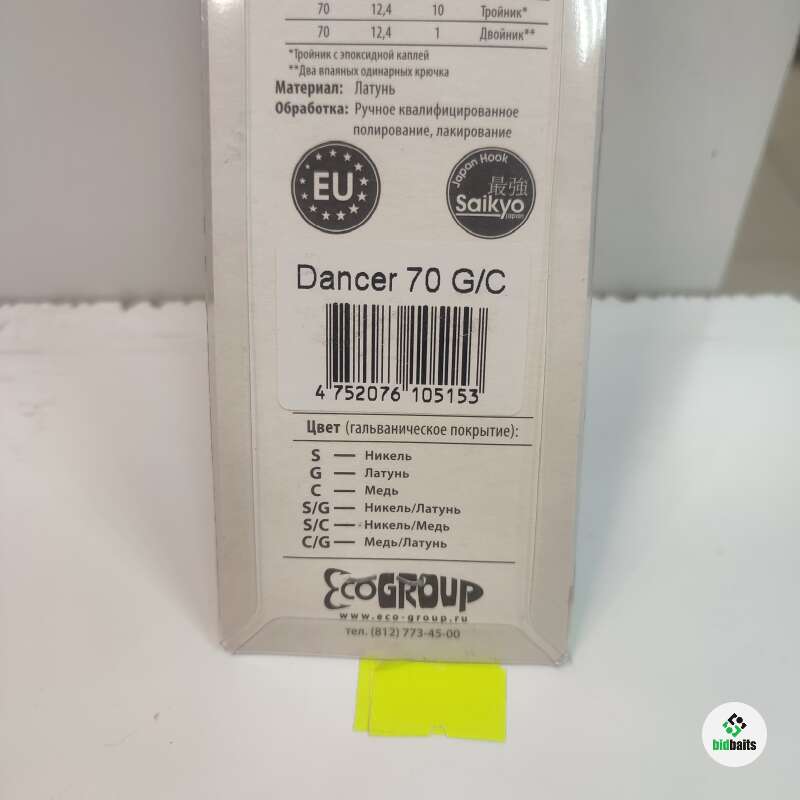 70 12,4 10 Тройник*
70 12,4 1 Двойник**
*Тройник с эпоксидной каплей
**Два впаяных одинарных крючка
Материал: Латунь
Обработка: Ручное квалифицированное
полирование, лакирование
EU
Japan Hook
最強
Saikyo
Japan
Dancer 70 G/C
4 752076 105153
Цвет (гальваническое покрытие):
S — Никель
G — Латунь
C — Медь
S/G — Никель/Латунь
S/C — Никель/Медь
C/G — Медь/Латунь
ECOGROUP
www.eco-group.ru
тел. (812) 773-45-00
bidbaits